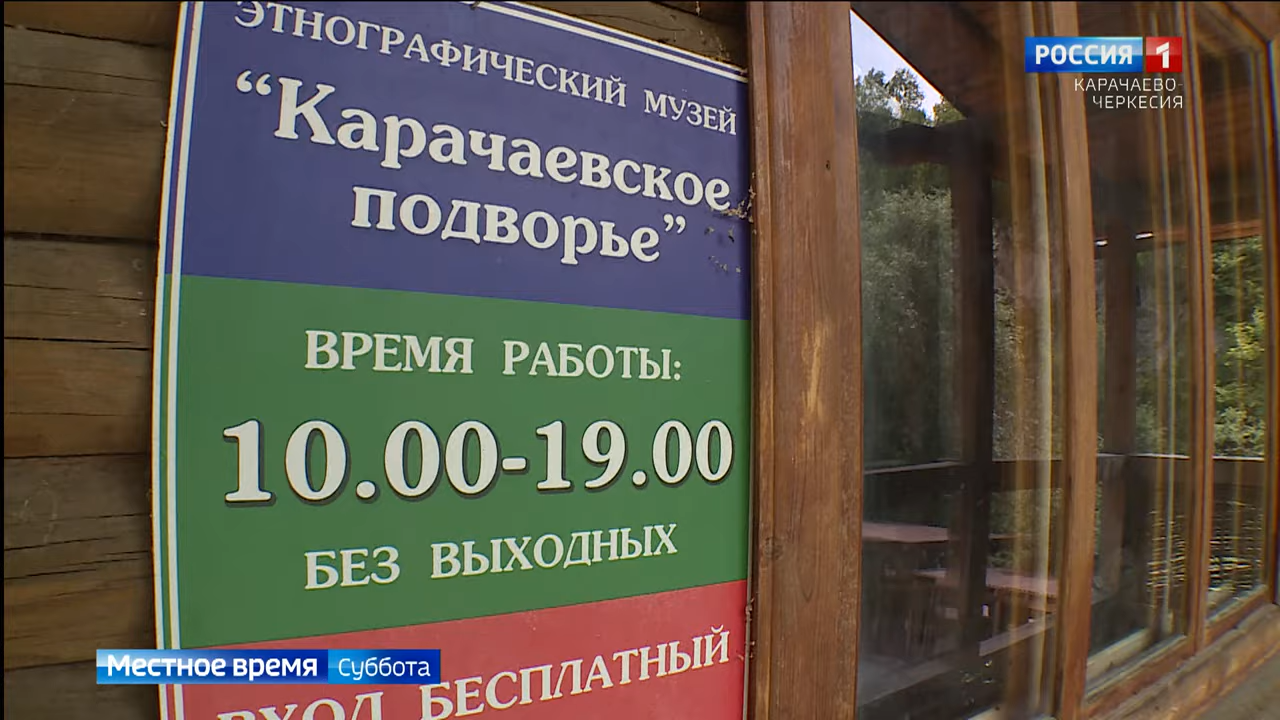 ЭТНОГРАФИЧЕСКИЙ МУЗЕЙ
“Карачаевское
подворье”
ВРЕМЯ РАБОТЫ:
10.00-19.00
БЕЗ ВЫХОДНЫХ
ВХОД БЕСПЛАТНЫЙ
РОССИЯ 1
КАРАЧАЕВО-
ЧЕРКЕСИЯ
Местное время Суббота